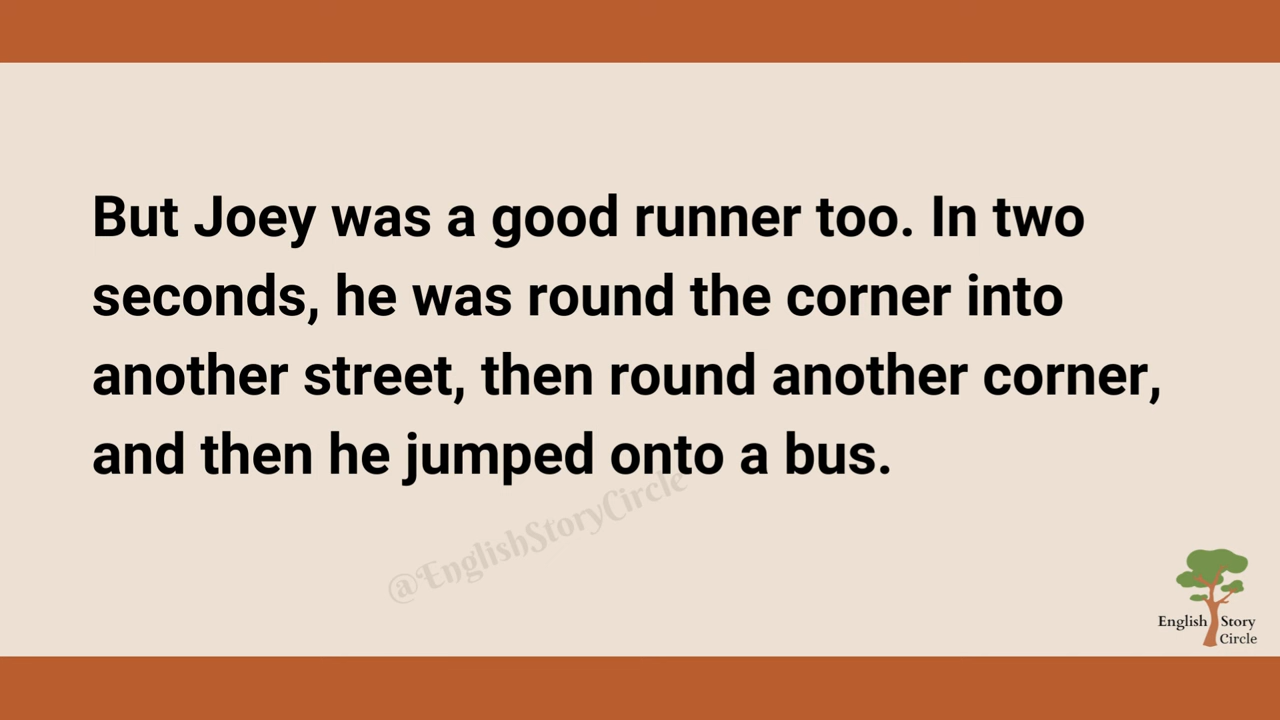 But Joey was a good runner too. In two
seconds, he was round the corner into
another street, then round another corner,
and then he jumped onto a bus.
@EnglishStoryCircle
English Story
Circle